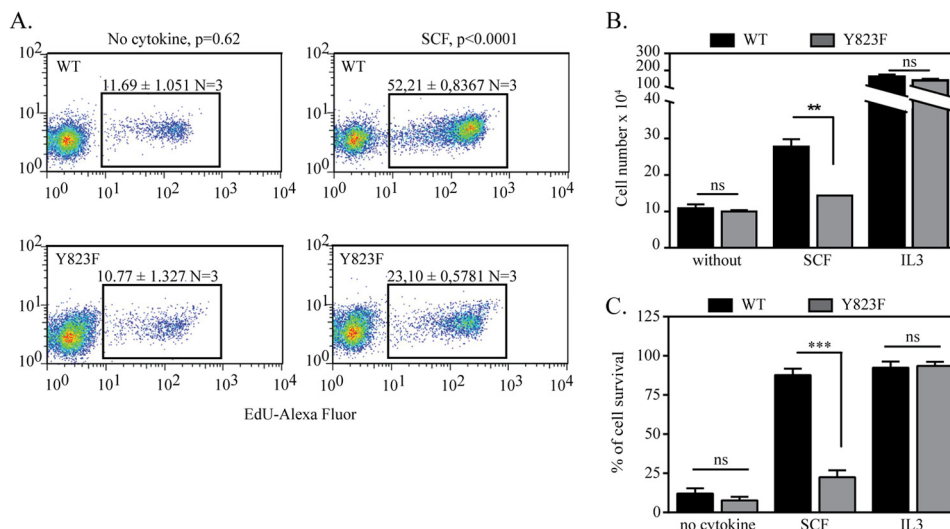 A.
No cytokine, p=0.62
SCF, p<0.0001
10²
WT
11.69 ± 1.051 N=3
10¹
10⁰
10⁰ 10¹ 10² 10³ 10⁴
10²
WT
52,21 ± 0,8367 N=3
10¹
10⁰
10⁰ 10¹ 10² 10³ 10⁴
10²
Y823F
10.77 ± 1.327 N=3
10¹
10⁰
10⁰ 10¹ 10² 10³ 10⁴
10²
Y823F
23,10 ± 0,5781 N=3
10¹
10⁰
10⁰ 10¹ 10² 10³ 10⁴
EdU-Alexa Fluor
B.
WT Y823F
Cell number x 10⁴
300
200
100
40
30
20
10
0
ns
**
ns
without SCF IL3
C.
WT Y823F
% of cell survival
125
100
75
50
25
0
ns
***
ns
no cytokine SCF IL3